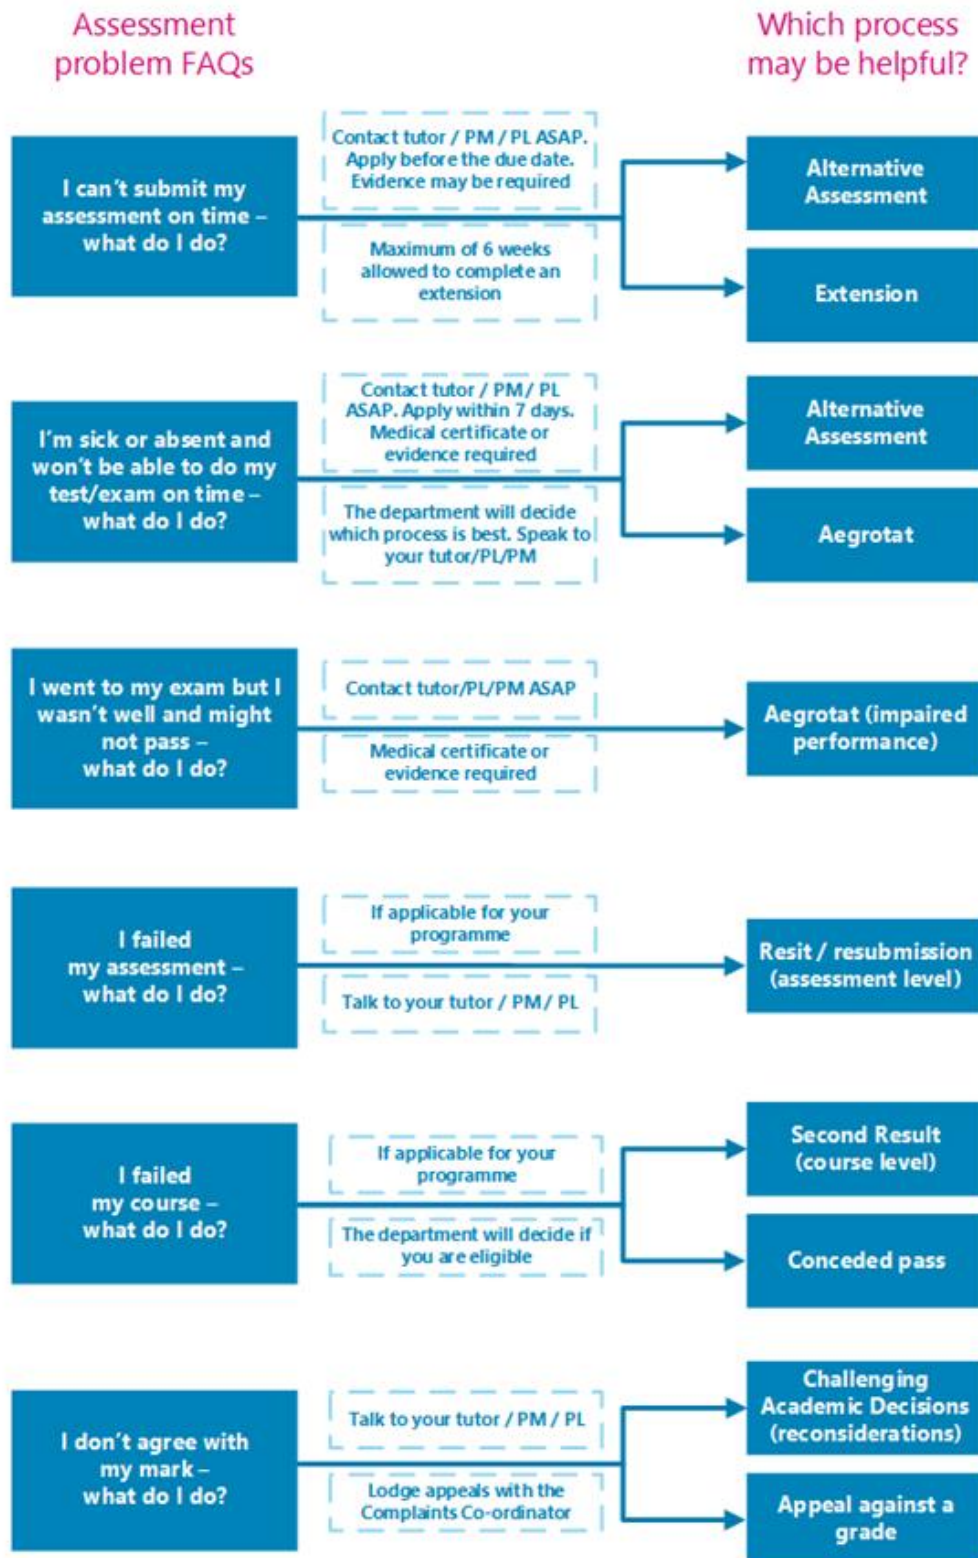 Assessment
problem FAQs
Which process
may be helpful?
I can't submit my
assessment on time –
what do I do?
Contact tutor / PM / PL ASAP.
Apply before the due date.
Evidence may be required
Maximum of 6 weeks
allowed to complete an
extension
Alternative
Assessment
Extension
I'm sick or absent and
won't be able to do my
test/exam on time –
what do I do?
Contact tutor / PM/ PL
ASAP. Apply within 7 days.
Medical certificate or
evidence required
The department will decide
which process is best. Speak to
your tutor/PL/PM
Alternative
Assessment
Aegrotat
I went to my exam but I
wasn't well and might
not pass –
what do I do?
Contact tutor/PL/PM ASAP
Medical certificate or
evidence required
Aegrotat (impaired
performance)
I failed
my assessment –
what do I do?
If applicable for your
programme
Talk to your tutor / PM / PL
Resit / resubmission
(assessment level)
I failed
my course –
what do I do?
If applicable for your
programme
The department will decide if
you are eligible
Second Result
(course level)
Conceded pass
I don't agree with
my mark –
what do I do?
Talk to your tutor / PM / PL
Lodge appeals with the
Complaints Co-ordinator
Challenging
Academic Decisions
(reconsiderations)
Appeal against a
grade